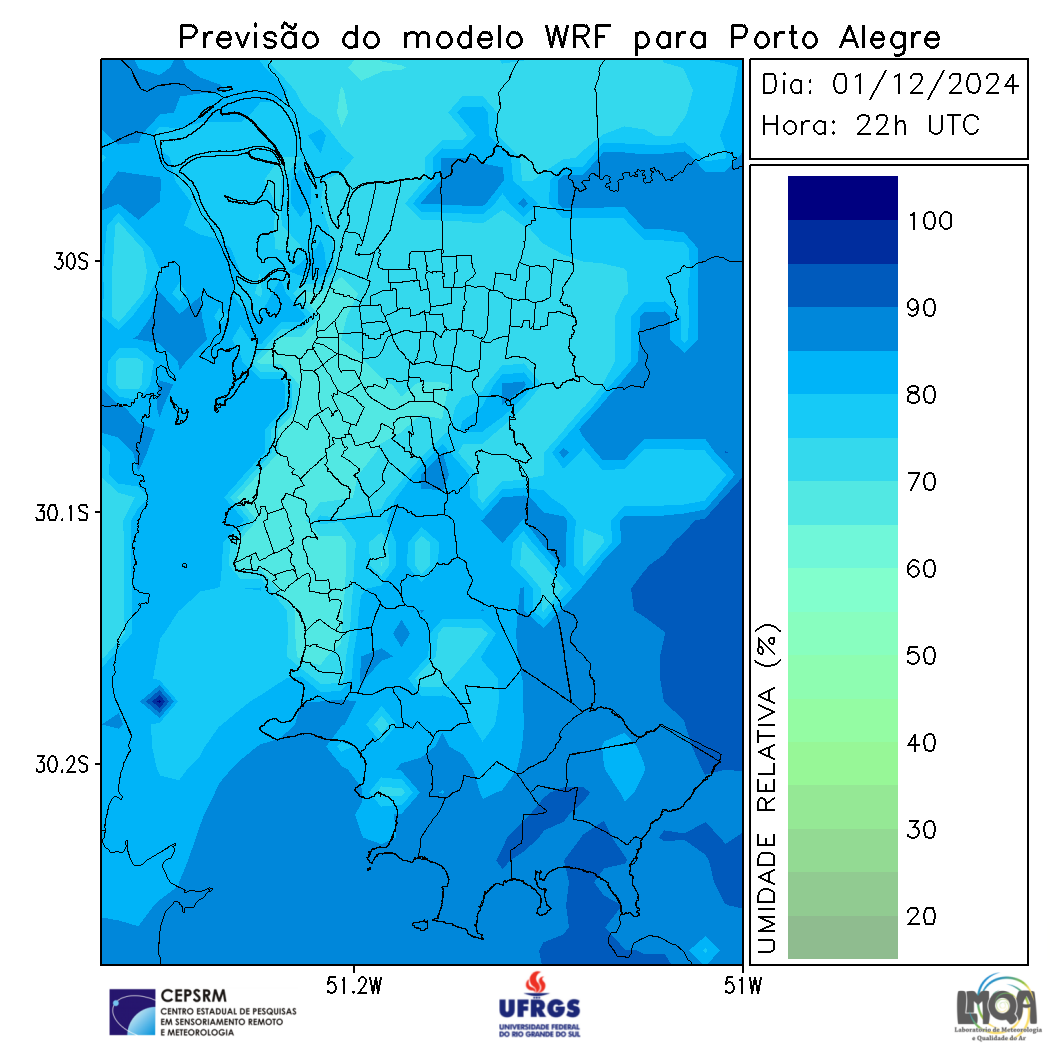 Previsão do modelo WRF para Porto Alegre
Dia: 01/12/2024
Hora: 22h UTC
100
90
80
70
60
50
40
30
20
UMIDADE RELATIVA (%)
30S
30.1S
30.2S
51.2W
51W
CEPSRM
CENTRO ESTADUAL DE PESQUISAS
EM SENSORIAMENTO REMOTO
E METEOROLOGIA
UFRGS
UNIVERSIDADE FEDERAL
DO RIO GRANDE DO SUL
LMQA
Laboratório de Meteorologia
e Qualidade do Ar